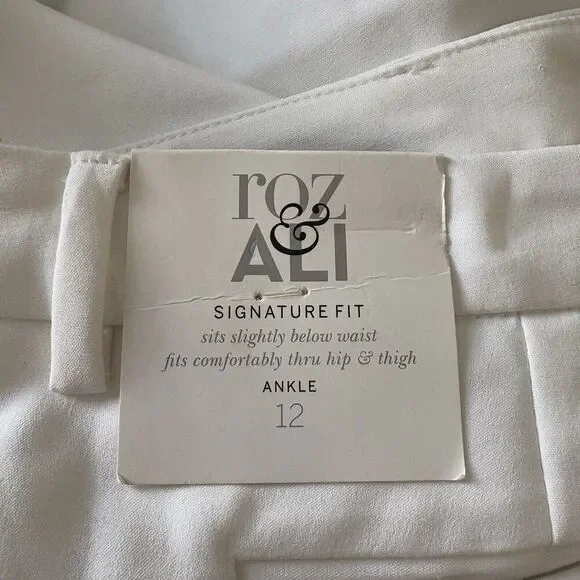 roz
&
ALI
SIGNATURE FIT
sits slightly below waist
fits comfortably thru hip & thigh
ANKLE
12